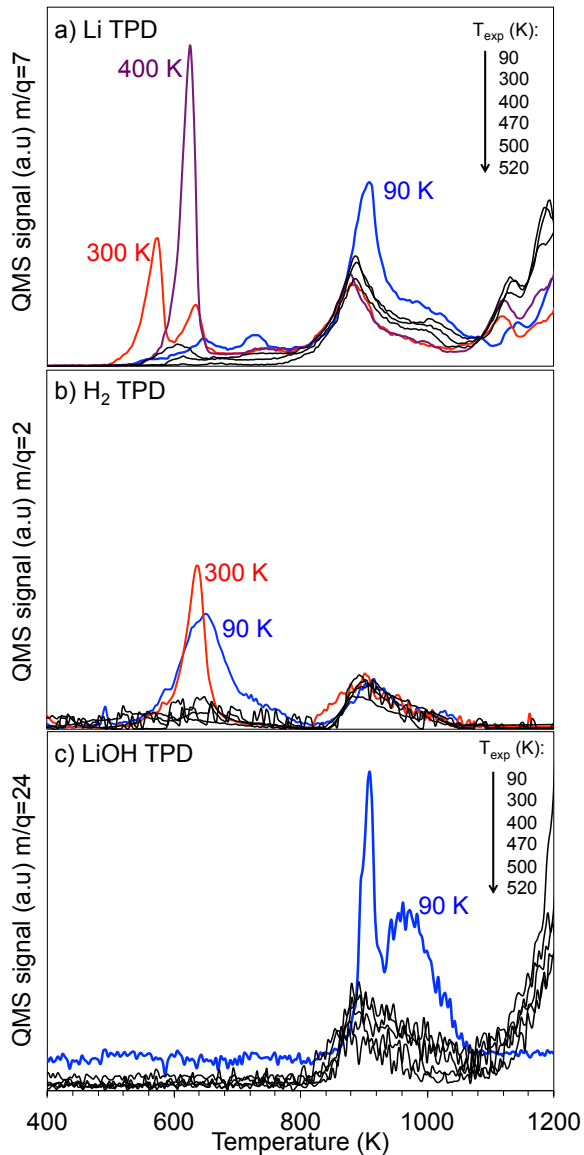 a) Li TPD
T_exp (K):
90
300
400
470
500
520
400 K
300 K
90 K
QMS signal (a.u) m/q=7
b) H₂ TPD
300 K
90 K
QMS signal (a.u) m/q=2
c) LiOH TPD
T_exp (K):
90
300
400
470
500
520
90 K
QMS signal (a.u) m/q=24
400 600 800 1000 1200
Temperature (K)